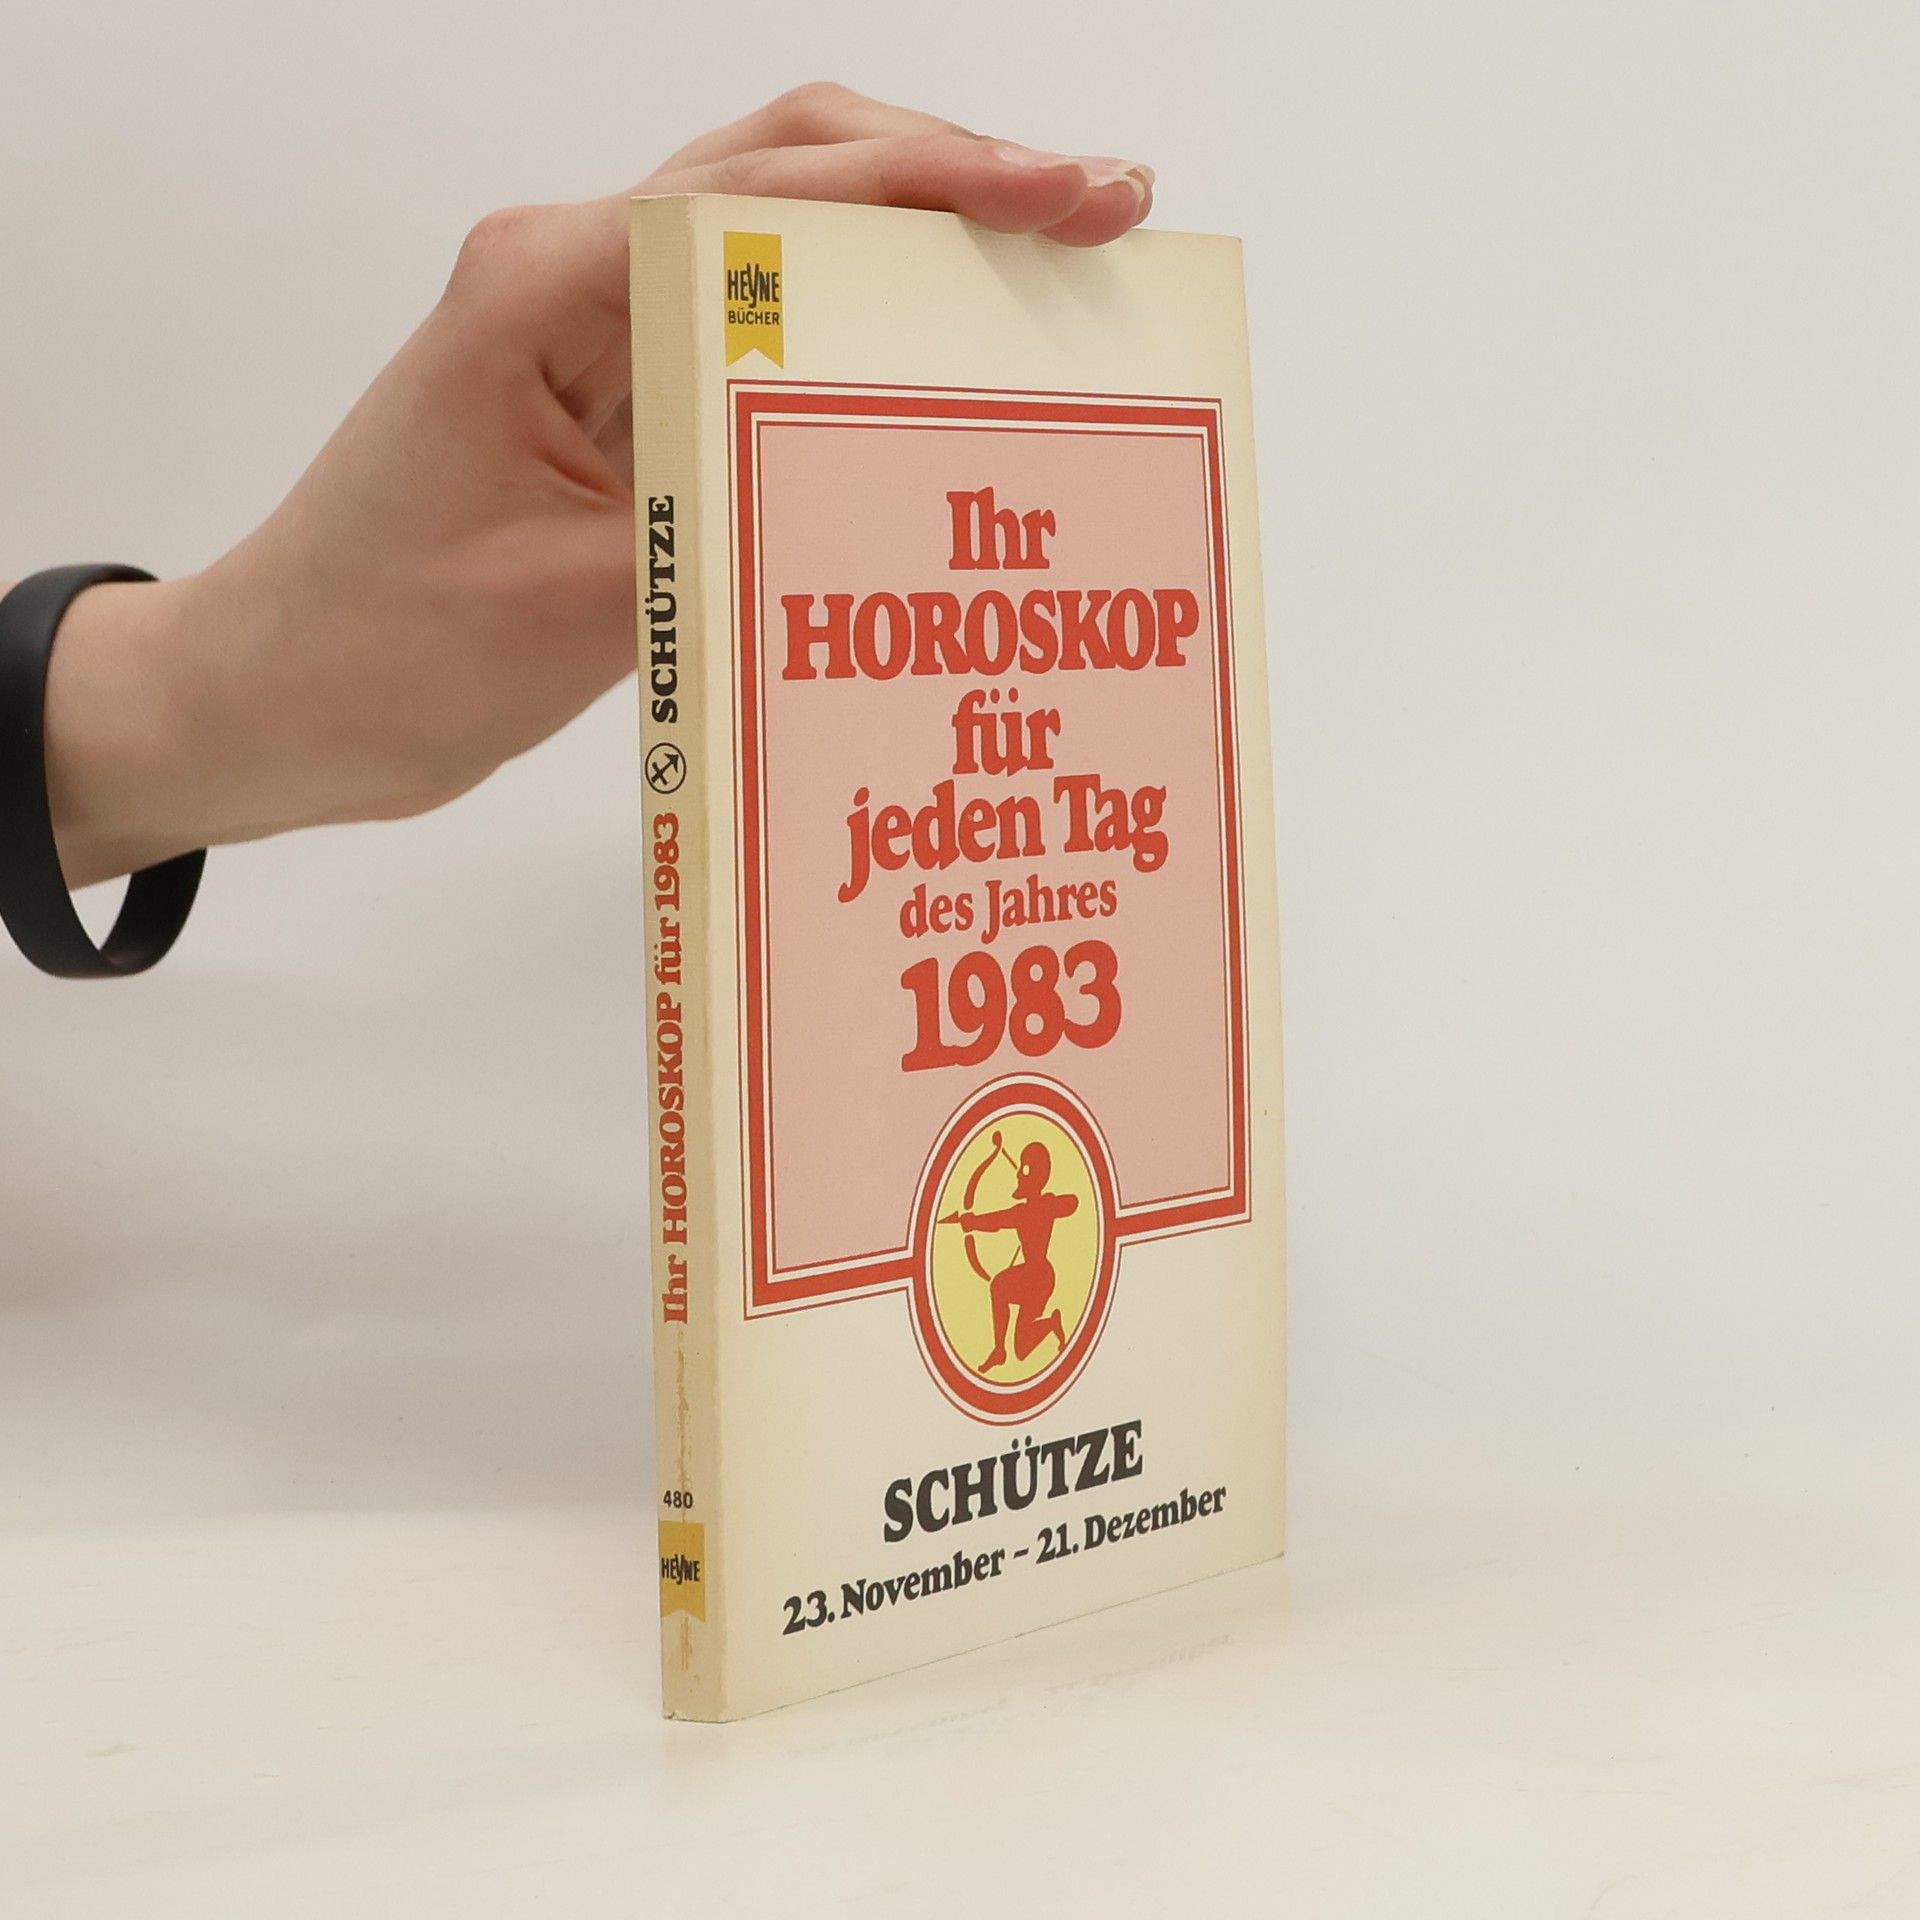 HEYNE
BÜCHER
Ihr
HOROSKOP
für
jeden Tag
des Jahres
1983
SCHÜTZE
23. November – 21. Dezember
Ihr HOROSKOP für 1983 SCHÜTZE
480
HEYNE